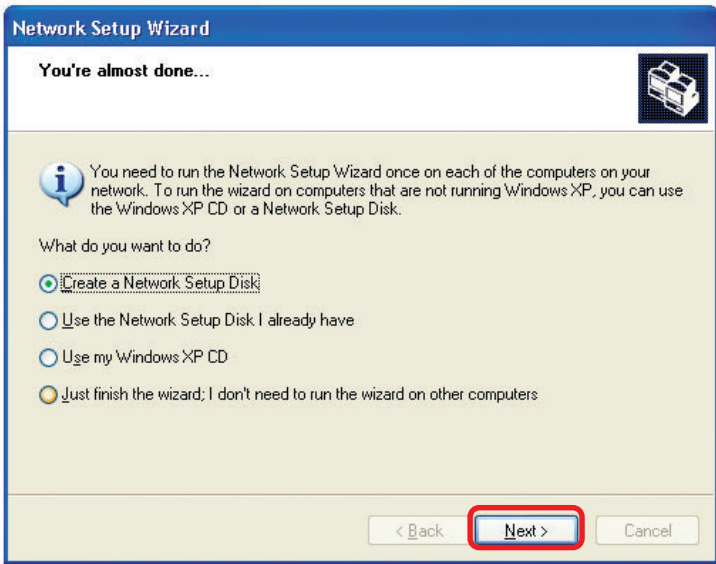 Network Setup Wizard
You're almost done...
You need to run the Network Setup Wizard once on each of the computers on your
network. To run the wizard on computers that are not running Windows XP, you can use
the Windows XP CD or a Network Setup Disk.
What do you want to do?
Create a Network Setup Disk
Use the Network Setup Disk I already have
Use my Windows XP CD
Just finish the wizard; I don't need to run the wizard on other computers
< Back Next > Cancel